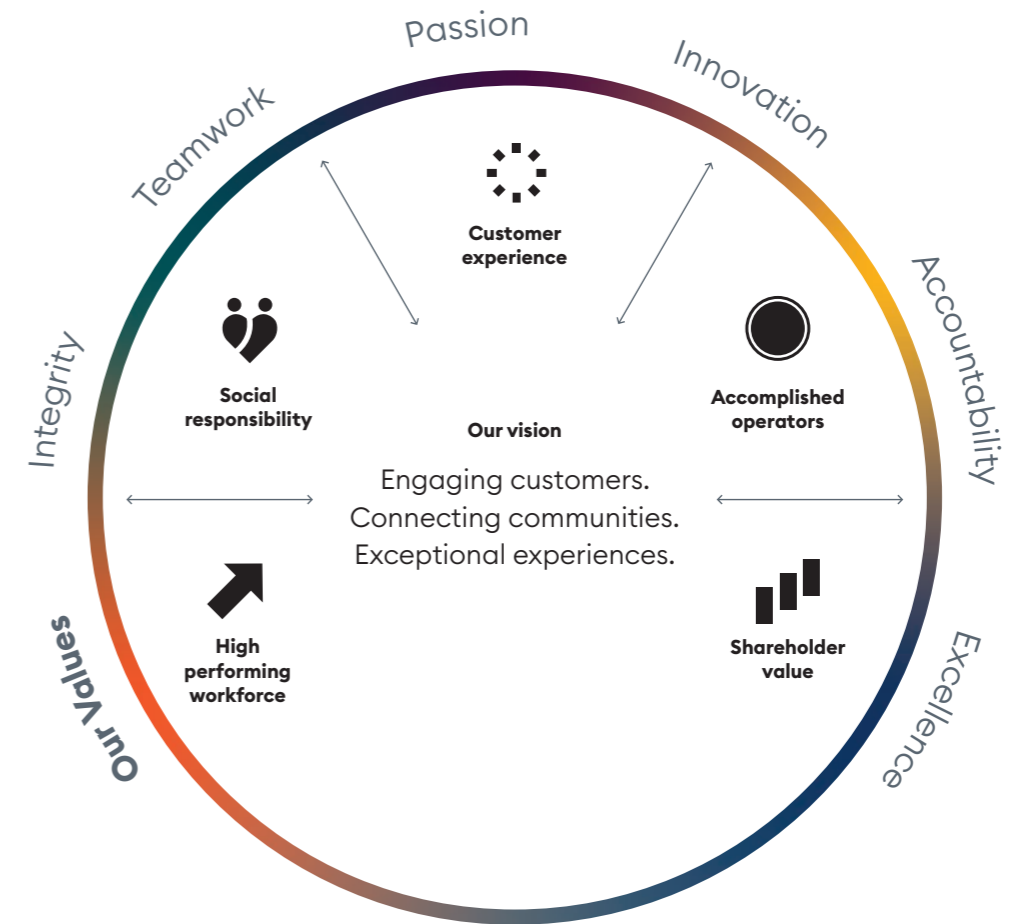 Our Values
Integrity
Teamwork
Passion
Innovation
Accountability
Excellence
Customer
experience
Social
responsibility
Accomplished
operators
Our vision
Engaging customers.
Connecting communities.
Exceptional experiences.
High
performing
workforce
Shareholder
value